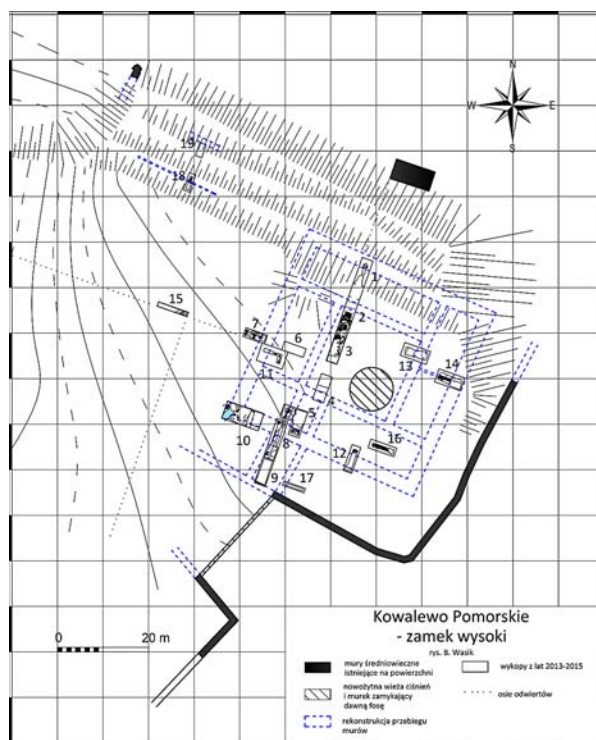 N
W E
S
19
18
1
15
2
7
6
3
11
13
14
4
5
10
8
16
12
9
17
Kowalewo Pomorskie
- zamek wysoki
rys. B. Wasik
0 20 m
mury średniowieczne
istniejące na powierzchni
wykopy z lat 2013-2015
nowożytna wieża ciśnień
i murek zamykający
dawną fosę
osie odwiertów
rekonstrukcja przebiegu
murów